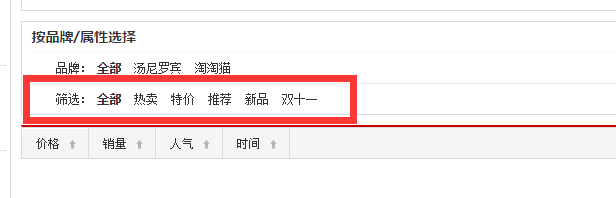 按品牌/属性选择
品牌： 全部 汤尼罗宾 淘淘猫
筛选： 全部 热卖 特价 推荐 新品 双十一
价格 销量 人气 时间